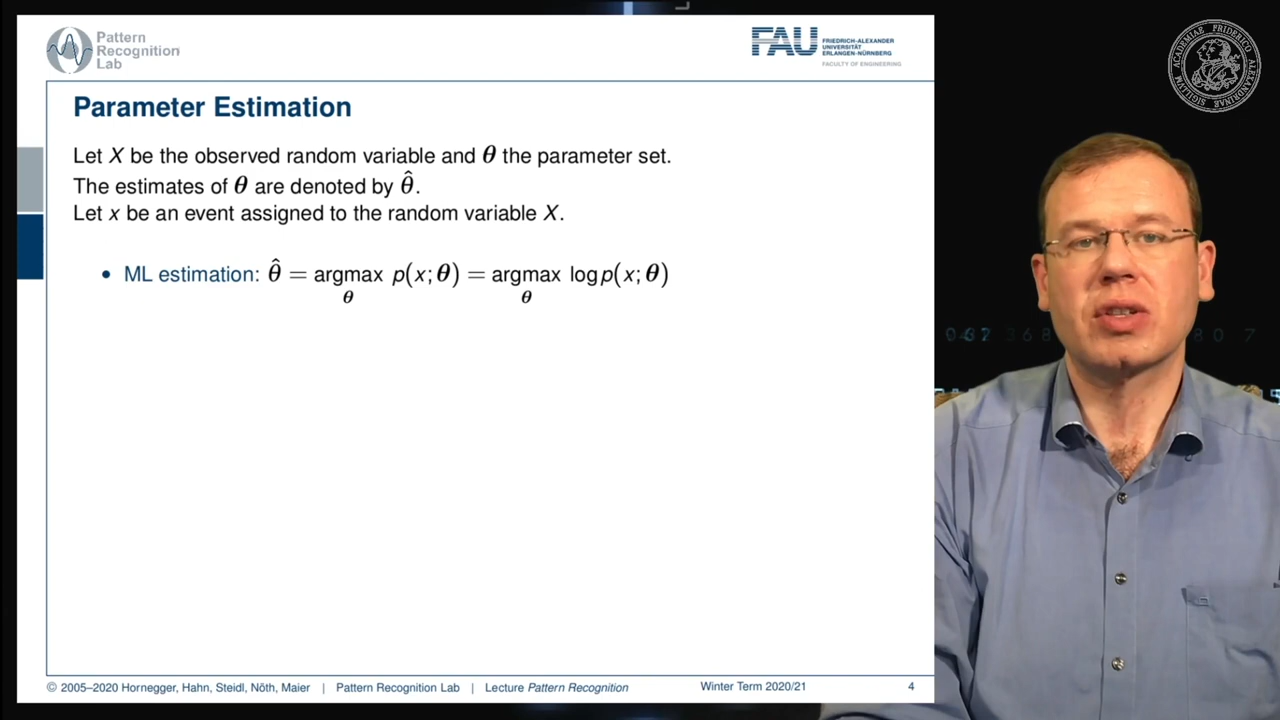 Pattern
Recognition
Lab
FAU
FRIEDRICH-ALEXANDER
UNIVERSITÄT
ERLANGEN-NÜRNBERG
FACULTY OF ENGINEERING
Parameter Estimation
Let X be the observed random variable and θ the parameter set.
The estimates of θ are denoted by θ̂.
Let x be an event assigned to the random variable X.
• ML estimation: θ̂ = argmax p(x; θ) = argmax log p(x; θ)
θ θ
© 2005–2020 Hornegger, Hahn, Steidl, Nöth, Maier | Pattern Recognition Lab | Lecture Pattern Recognition Winter Term 2020/21 4